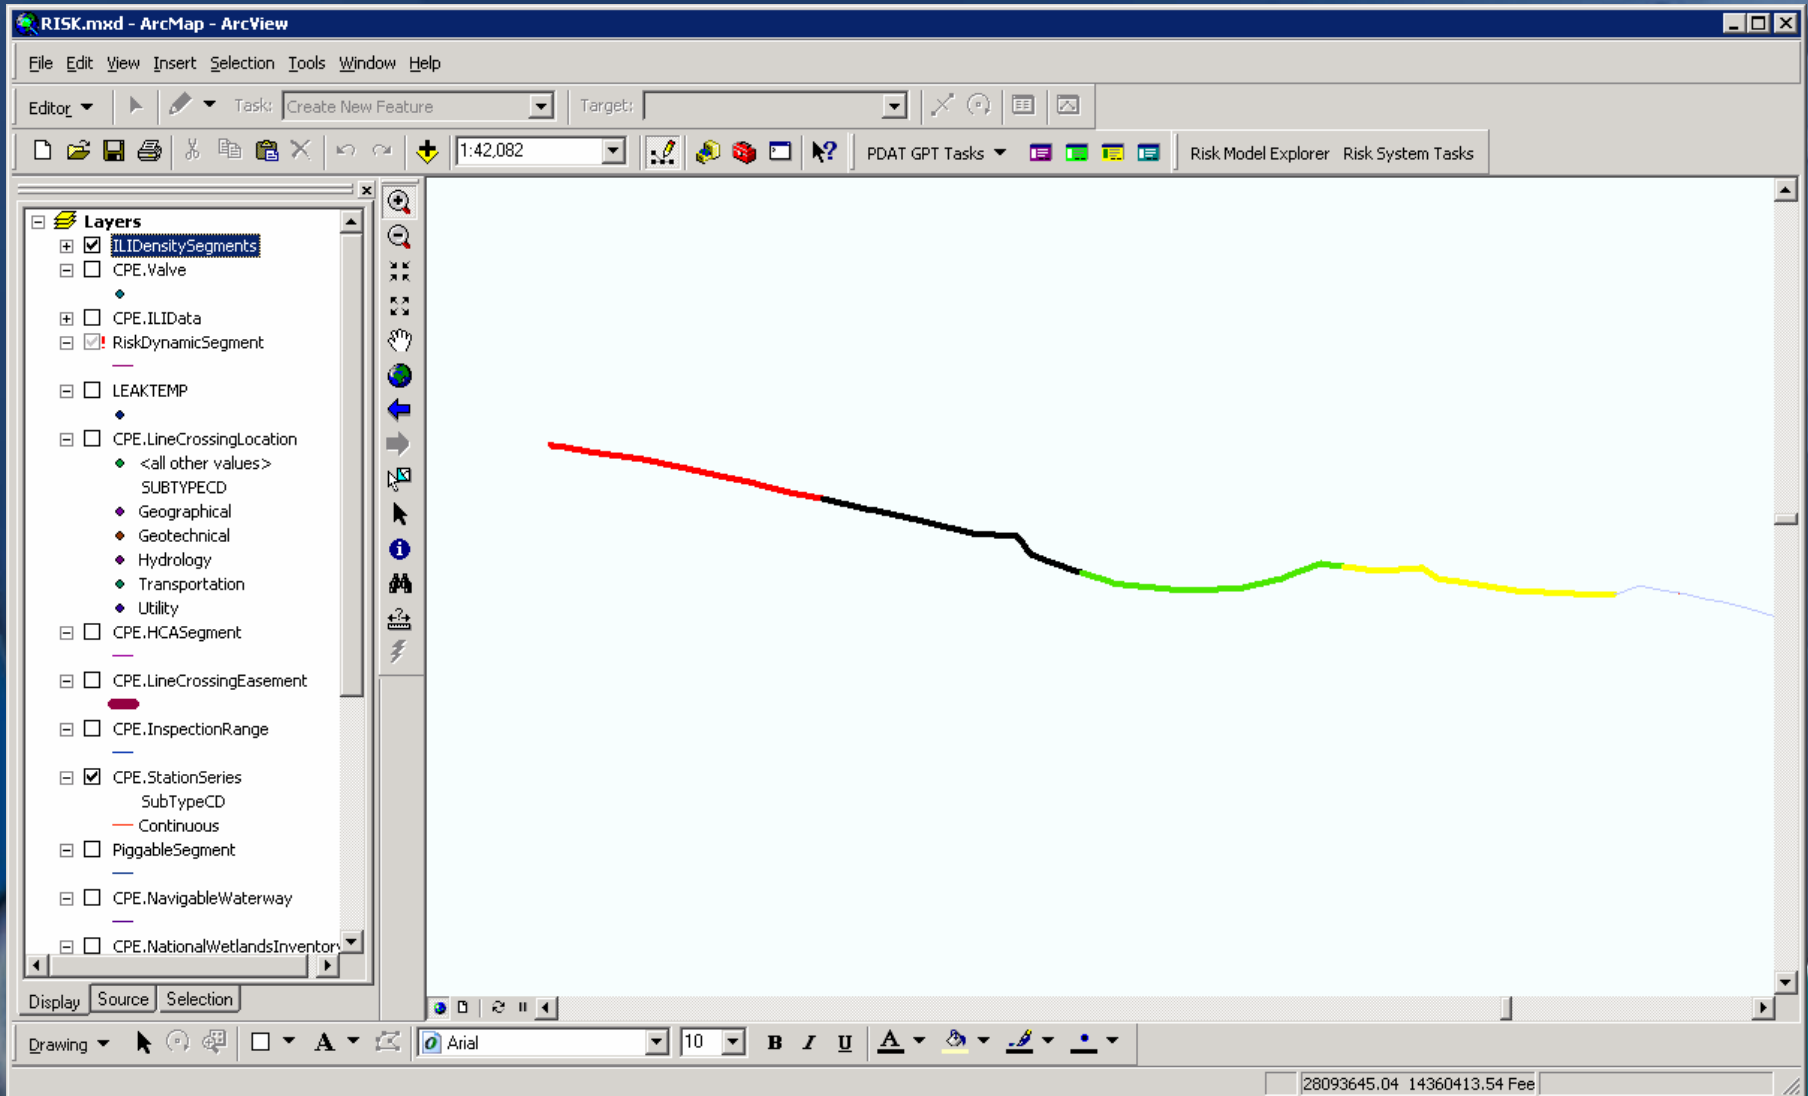 RISK.mxd - ArcMap - ArcView
File Edit View Insert Selection Tools Window Help
Editor Task: Create New Feature Target:
1:42,082 PDAT GPT Tasks Risk Model Explorer Risk System Tasks
Layers
ILIDensitySegments
CPE.Valve
CPE.ILIData
RiskDynamicSegment
LEAKTEMP
CPE.LineCrossingLocation
<all other values>
SUBTYPECD
Geographical
Geotechnical
Hydrology
Transportation
Utility
CPE.HCASegment
CPE.LineCrossingEasement
CPE.InspectionRange
CPE.StationSeries
SubTypeCD
Continuous
PiggableSegment
CPE.NavigableWaterway
CPE.NationalWetlandsInventory
Display Source Selection
Drawing A Arial 10 B I U A
28093645.04 14360413.54 Fee